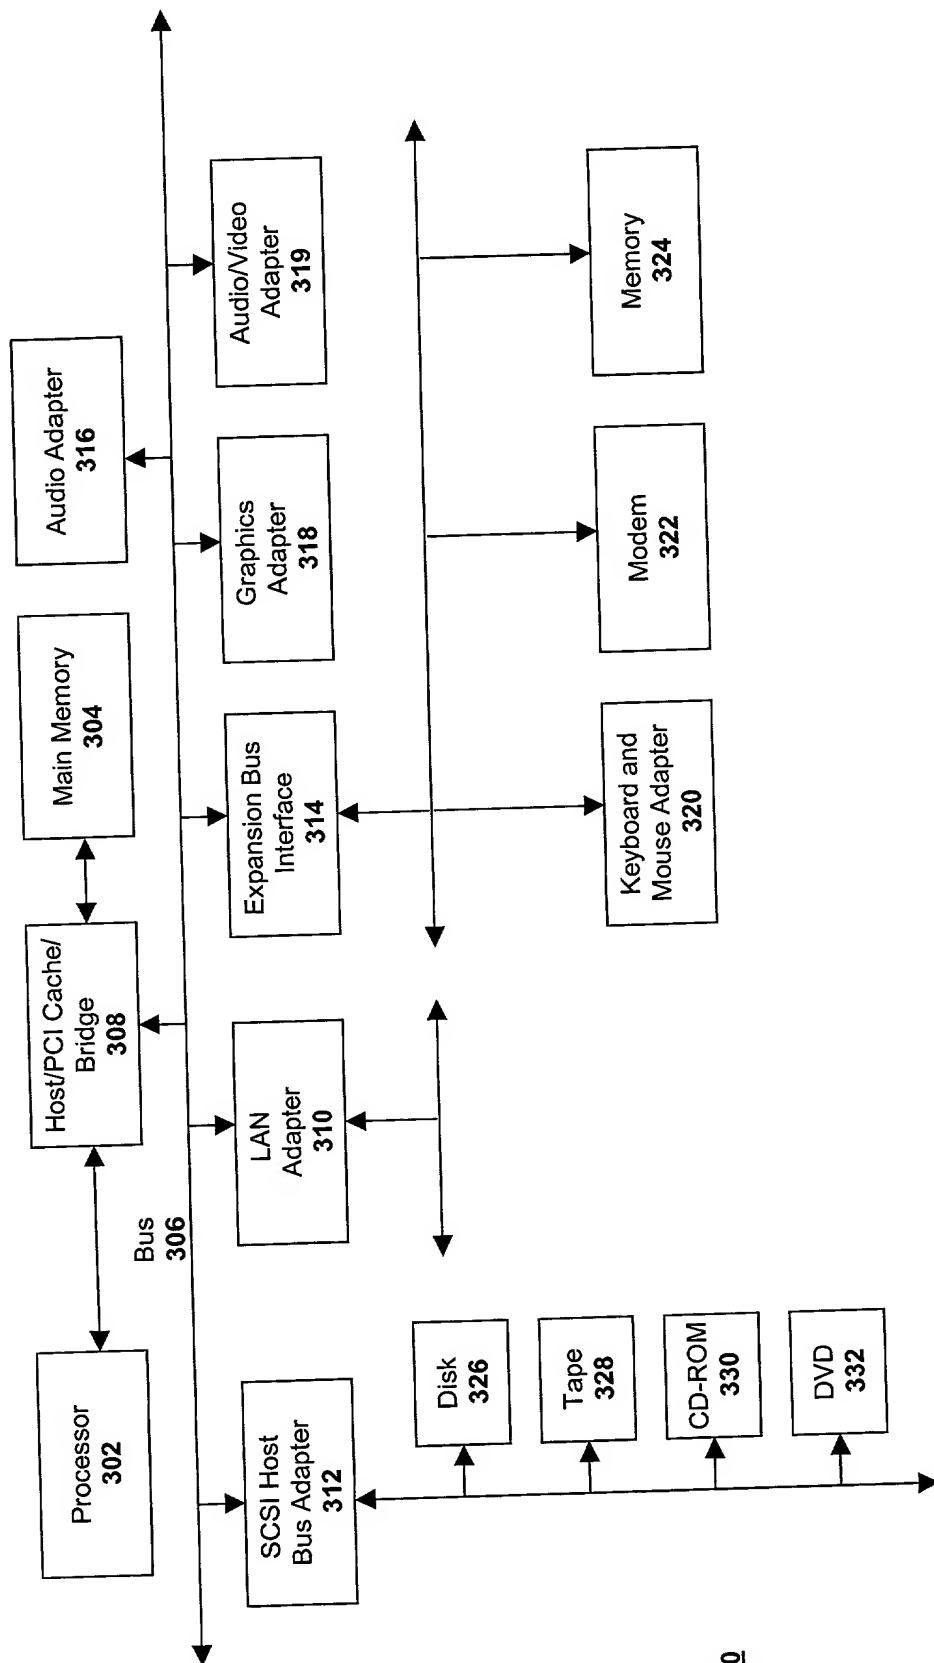 Processor
302
Host/PCI Cache/
Bridge
308
Main Memory
304
Audio Adapter
316
Bus
306
SCSI Host
Bus Adapter
312
LAN
Adapter
310
Expansion Bus
Interface
314
Graphics
Adapter
318
Audio/Video
Adapter
319
Disk
326
Tape
328
CD-ROM
330
DVD
332
Keyboard and
Mouse Adapter
320
Modem
322
Memory
324
0